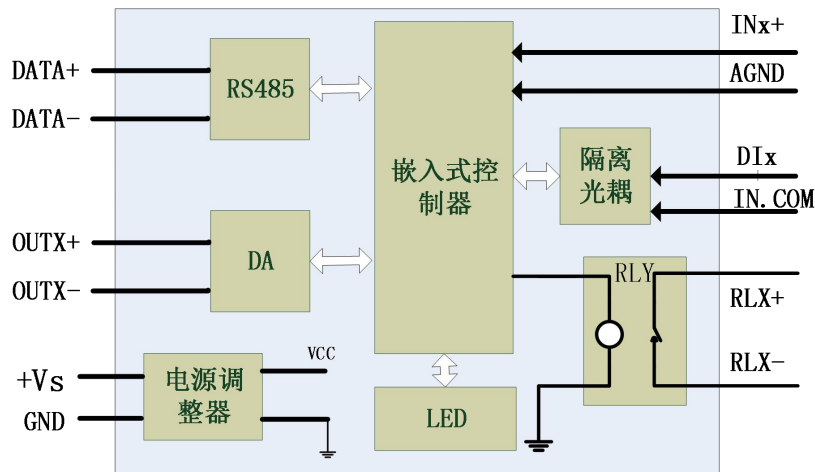 INx+
DATA+
RS485
AGND
DATA-
嵌入式控
制器
隔离
光耦
DIx
IN.COM
OUTX+
DA
OUTX-
RLY
RLX+
VCC
电源调
整器
+Vs
GND
LED
RLX-